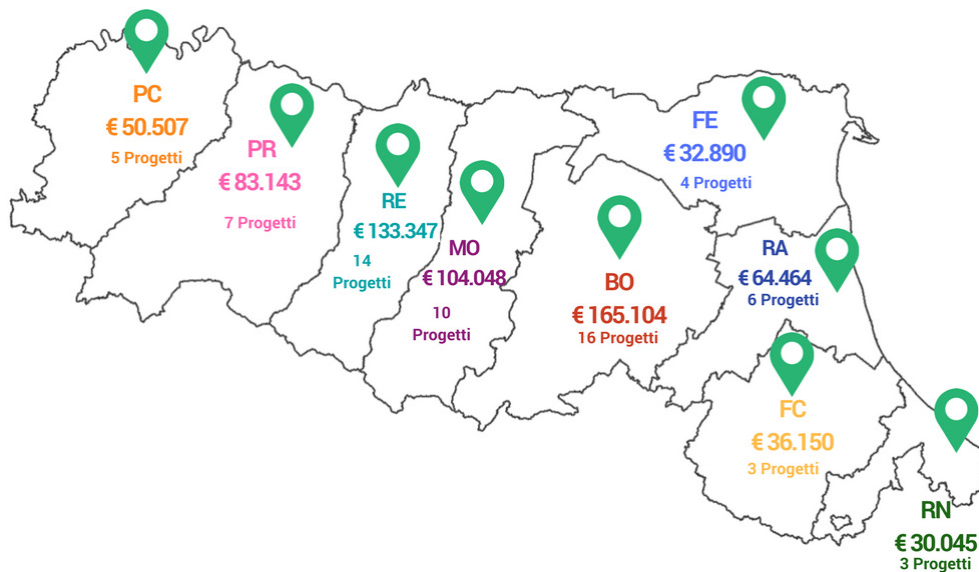 PC
€ 50.507
5 Progetti
PR
€ 83.143
7 Progetti
RE
€ 133.347
14
Progetti
MO
€ 104.048
10
Progetti
BO
€ 165.104
16 Progetti
FE
€ 32.890
4 Progetti
RA
€ 64.464
6 Progetti
FC
€ 36.150
3 Progetti
RN
€ 30.045
3 Progetti